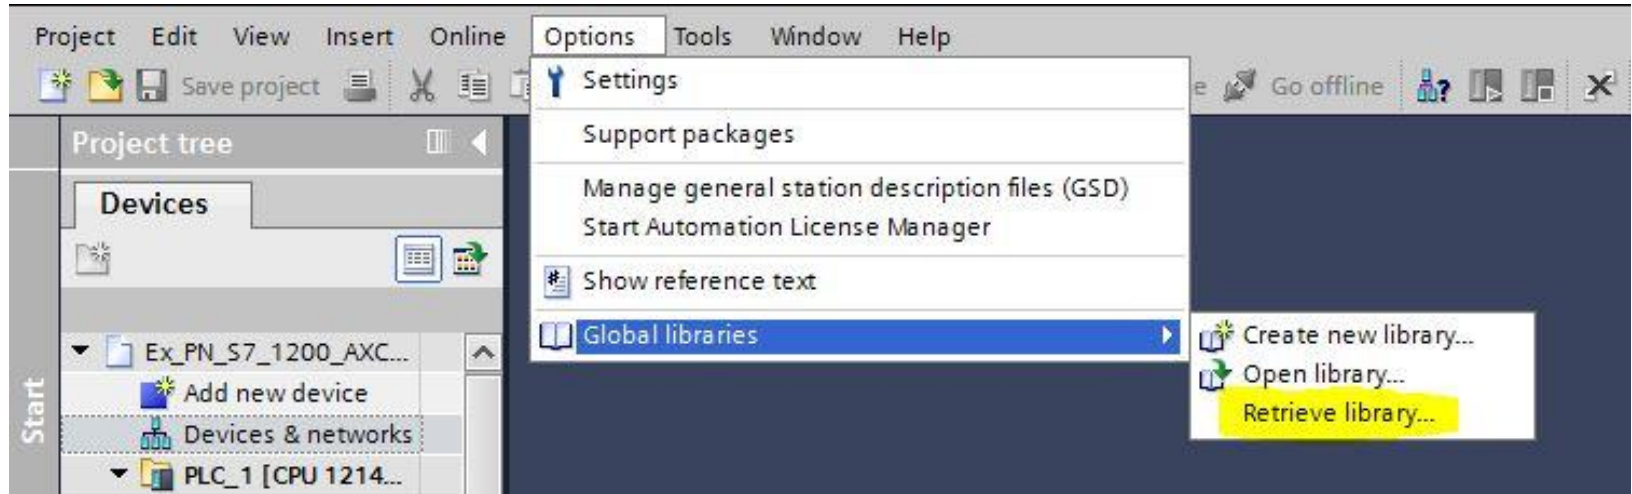 Project Edit View Insert Online Options Tools Window Help
Save project Go offline
Project tree
Devices
Start
Settings
Support packages
Manage general station description files (GSD)
Start Automation License Manager
Show reference text
Global libraries
Create new library...
Open library...
Retrieve library...
Ex_PN_S7_1200_AXC...
Add new device
Devices & networks
PLC_1 [CPU 1214...